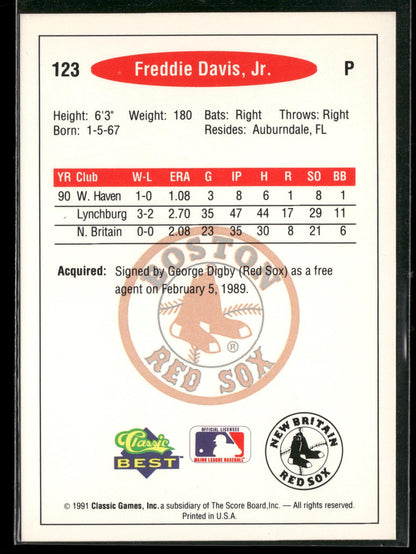 123 Freddie Davis, Jr. P
Height: 6'3" Weight: 180 Bats: Right Throws: Right
Born: 1-5-67 Resides: Auburndale, FL
YR Club W-L ERA G IP H R SO BB
90 W. Haven 1-0 1.08 3 8 6 1 8 1
Lynchburg 3-2 2.70 35 47 44 17 29 11
N. Britain 0-0 2.08 23 35 30 8 21 6
BOSTON
Acquired: Signed by George Digby (Red Sox) as a free
agent on February 5, 1989.
®
RED SOX
Classic
BEST
OFFICIAL LICENSEE
MAJOR LEAGUE BASEBALL
NEW BRITAIN
RED SOX
© 1991 Classic Games, Inc. a subsidiary of The Score Board, Inc. — All rights reserved.
Printed in U.S.A.